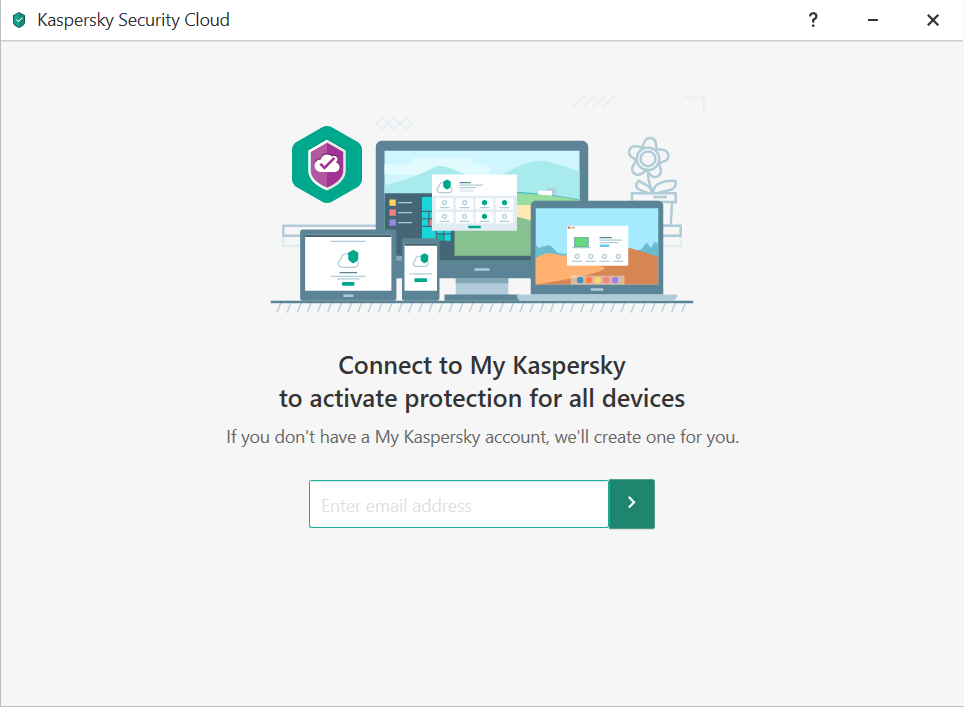 Kaspersky Security Cloud
?
Connect to My Kaspersky
to activate protection for all devices
If you don't have a My Kaspersky account, we'll create one for you.
Enter email address